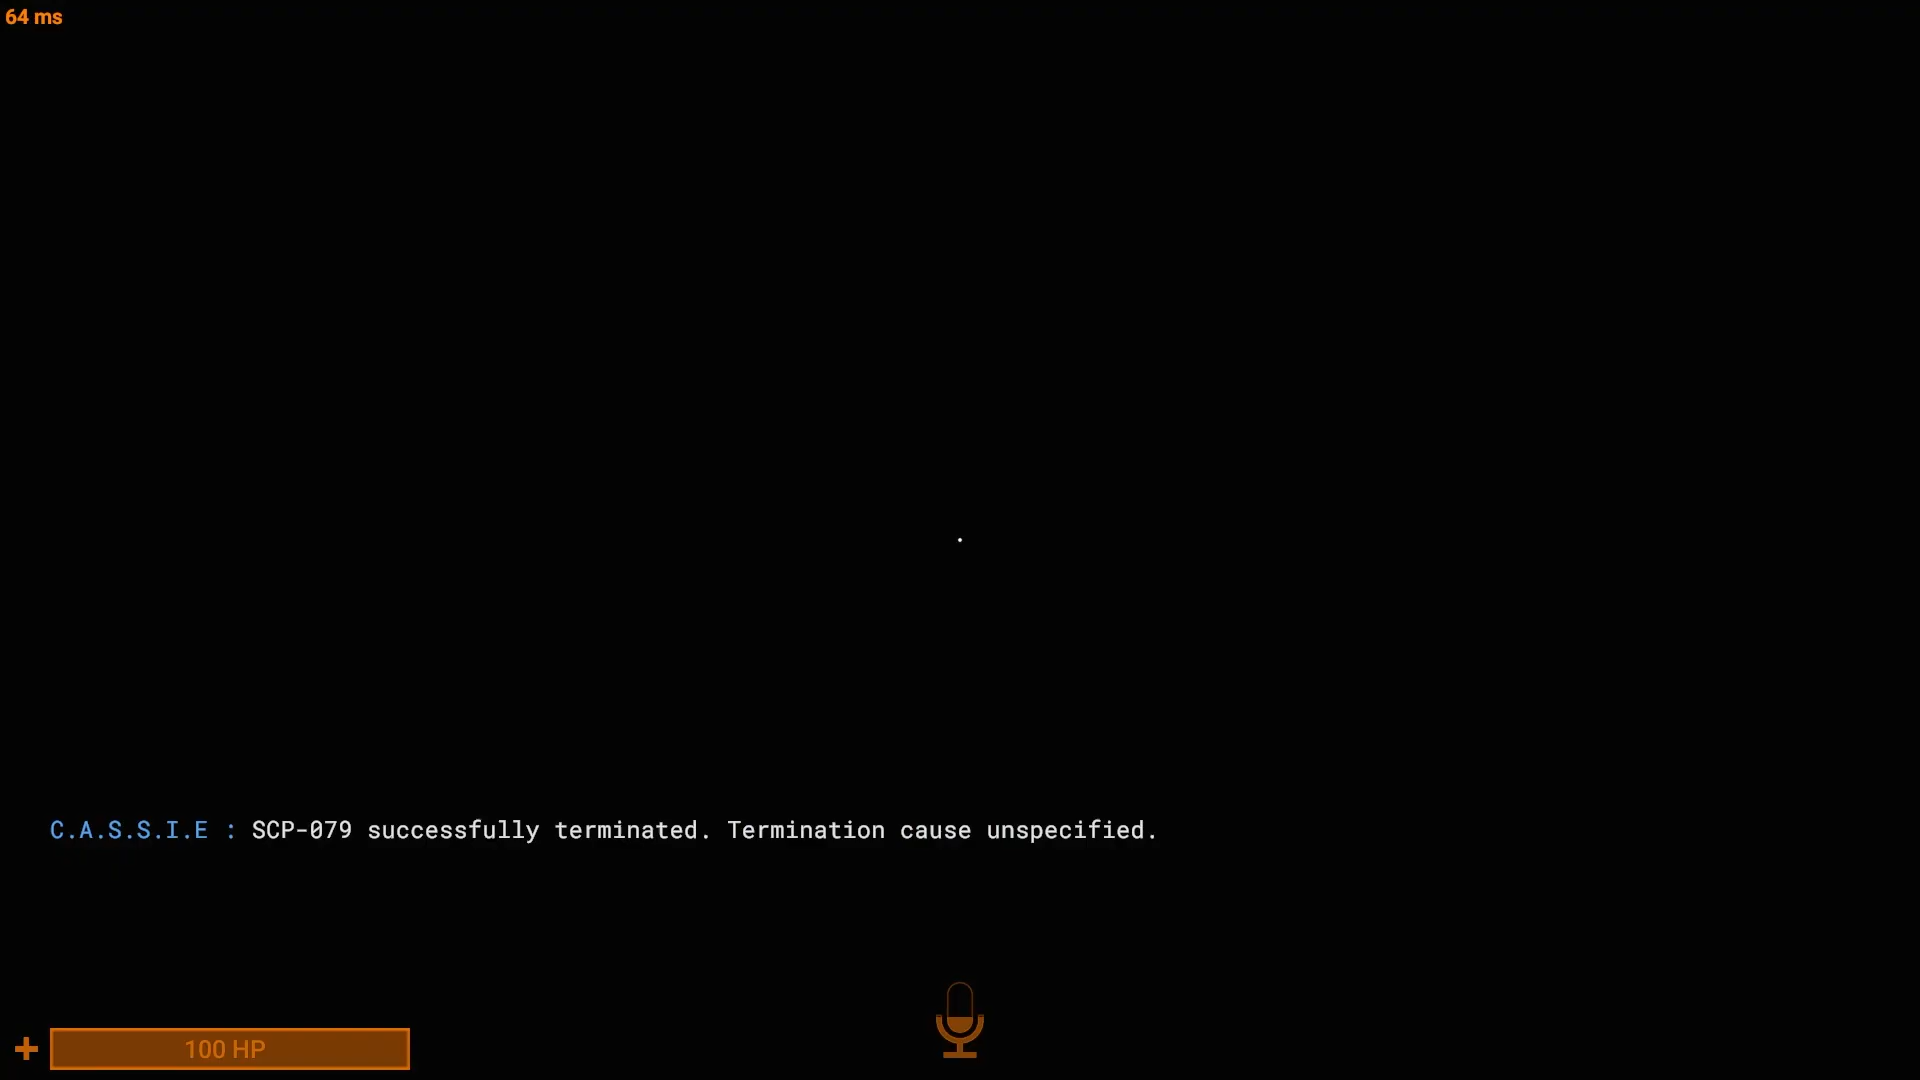 64 ms
C.A.S.S.I.E : SCP-079 successfully terminated. Termination cause unspecified.
100 HP